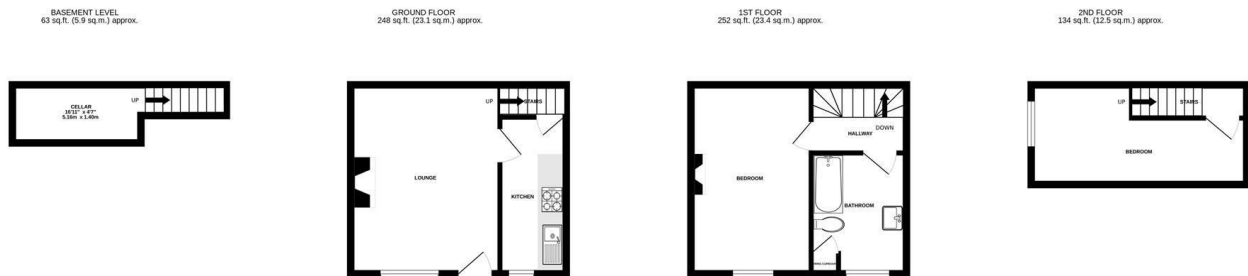 BASEMENT LEVEL
63 sq.ft. (5.9 sq.m.) approx.
UP
CELLAR
16'11" x 4'7"
5.16m x 1.40m
GROUND FLOOR
248 sq.ft. (23.1 sq.m.) approx.
UP
STAIRS
LOUNGE
KITCHEN
1ST FLOOR
252 sq.ft. (23.4 sq.m.) approx.
DOWN
HALLWAY
BEDROOM
BATHROOM
2ND FLOOR
134 sq.ft. (12.5 sq.m.) approx.
UP
STAIRS
BEDROOM